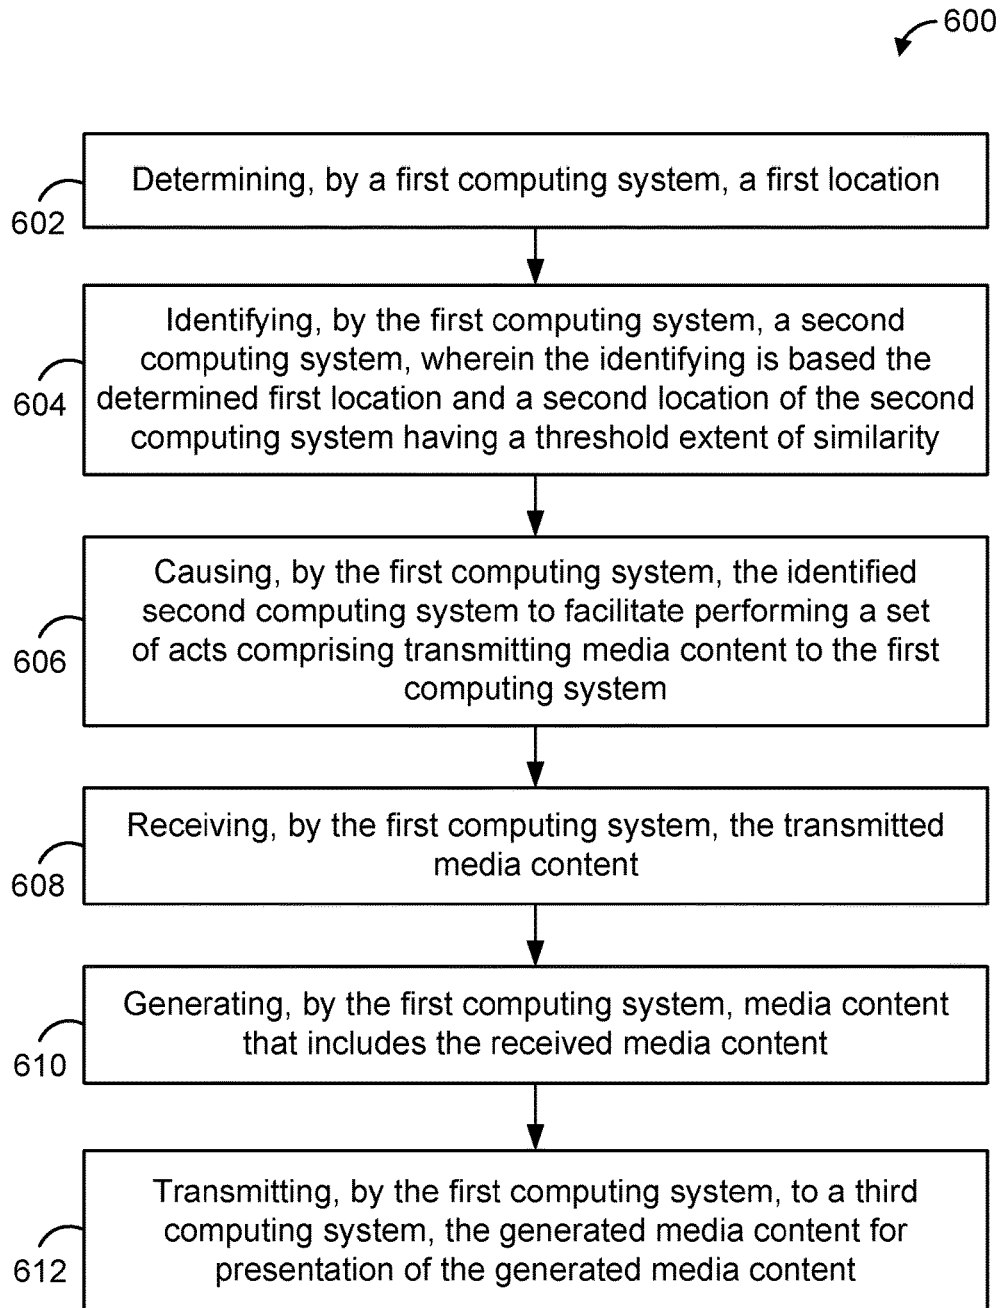 600
Determining, by a first computing system, a first location
602
Identifying, by the first computing system, a second
computing system, wherein the identifying is based the
determined first location and a second location of the second
computing system having a threshold extent of similarity
604
Causing, by the first computing system, the identified
second computing system to facilitate performing a set
of acts comprising transmitting media content to the first
computing system
606
Receiving, by the first computing system, the transmitted
media content
608
Generating, by the first computing system, media content
that includes the received media content
610
Transmitting, by the first computing system, to a third
computing system, the generated media content for
presentation of the generated media content
612